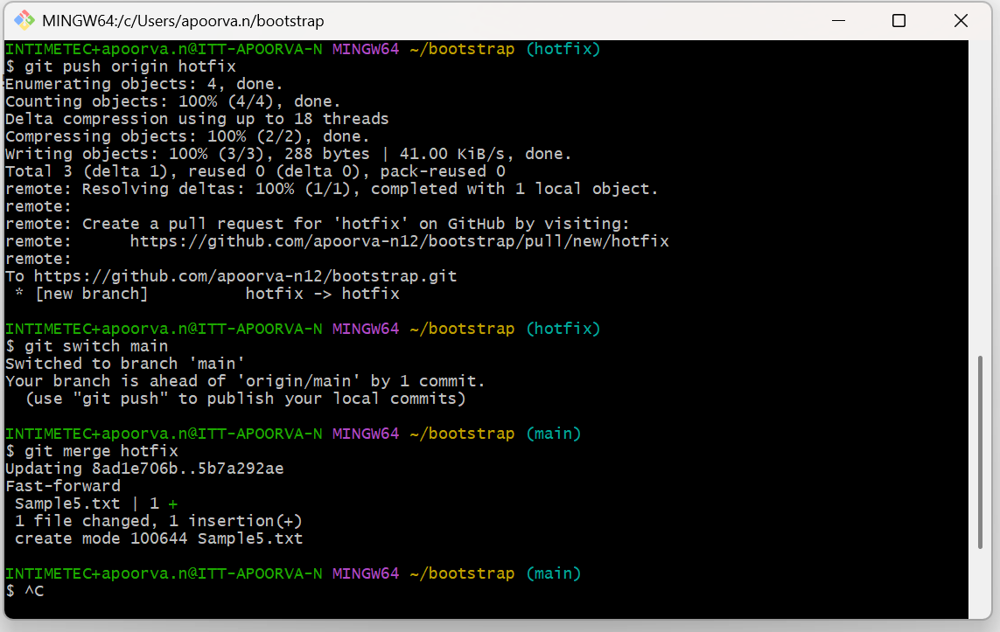 MINGW64:/c/Users/apoorva.n/bootstrap
INTIMETEC+apoorva.n@ITT-APOORVA-N MINGW64 ~/bootstrap (hotfix)
$ git push origin hotfix
Enumerating objects: 4, done.
Counting objects: 100% (4/4), done.
Delta compression using up to 18 threads
Compressing objects: 100% (2/2), done.
Writing objects: 100% (3/3), 288 bytes | 41.00 KiB/s, done.
Total 3 (delta 1), reused 0 (delta 0), pack-reused 0
remote: Resolving deltas: 100% (1/1), completed with 1 local object.
remote:
remote: Create a pull request for 'hotfix' on GitHub by visiting:
remote:      https://github.com/apoorva-n12/bootstrap/pull/new/hotfix
remote:
To https://github.com/apoorva-n12/bootstrap.git
 * [new branch]          hotfix -> hotfix
INTIMETEC+apoorva.n@ITT-APOORVA-N MINGW64 ~/bootstrap (hotfix)
$ git switch main
Switched to branch 'main'
Your branch is ahead of 'origin/main' by 1 commit.
  (use "git push" to publish your local commits)
INTIMETEC+apoorva.n@ITT-APOORVA-N MINGW64 ~/bootstrap (main)
$ git merge hotfix
Updating 8ad1e706b..5b7a292ae
Fast-forward
 Sample5.txt | 1 +
 1 file changed, 1 insertion(+)
 create mode 100644 Sample5.txt
INTIMETEC+apoorva.n@ITT-APOORVA-N MINGW64 ~/bootstrap (main)
$ ^C